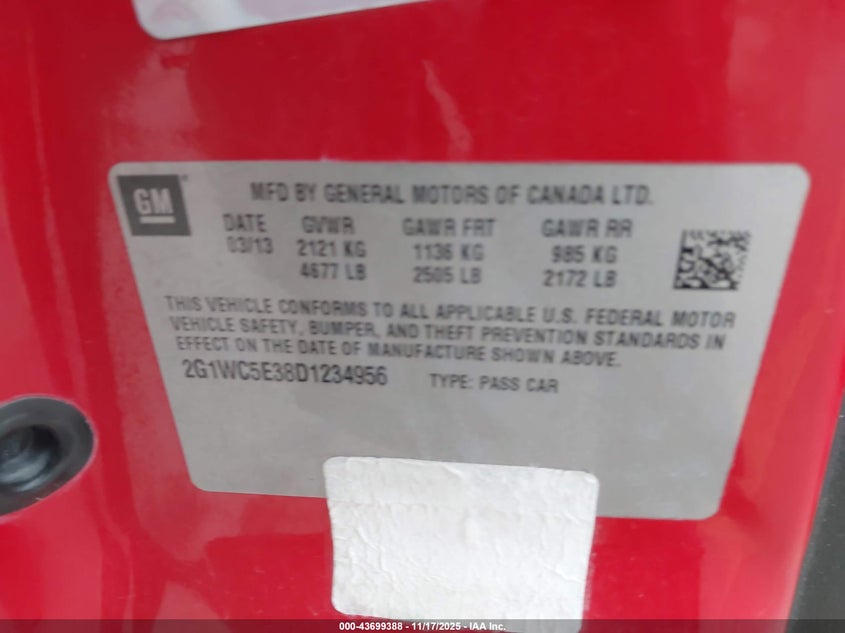 GM
MFD BY GENERAL MOTORS OF CANADA LTD.
DATE GVWR GAWR FRT GAWR RR
03/13 2121 KG 1136 KG 985 KG
4677 LB 2505 LB 2172 LB
THIS VEHICLE CONFORMS TO ALL APPLICABLE U.S. FEDERAL MOTOR
VEHICLE SAFETY, BUMPER, AND THEFT PREVENTION STANDARDS IN
EFFECT ON THE DATE OF MANUFACTURE SHOWN ABOVE.
2G1WC5E38D1234956 TYPE: PASS CAR
000-43699388 - 11/17/2025 - IAA Inc.